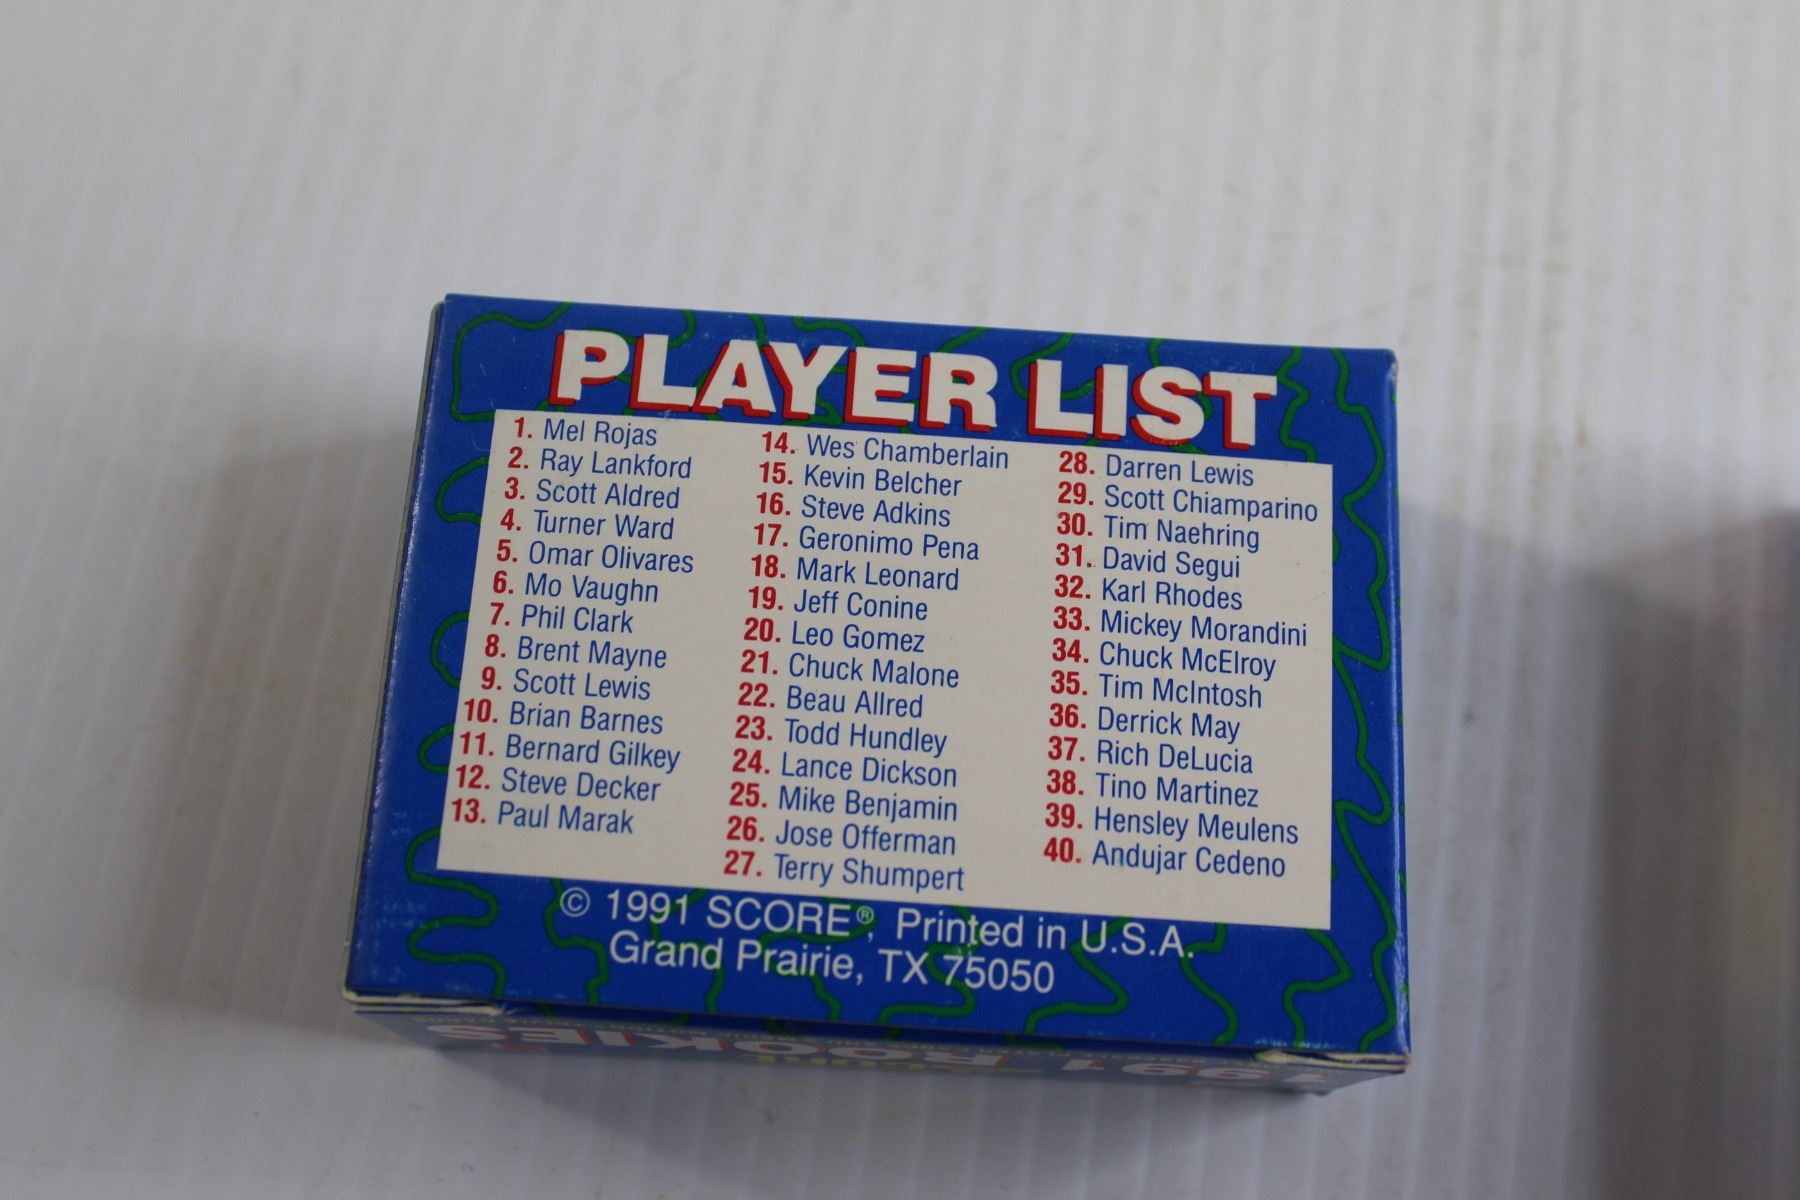 PLAYER LIST
1. Mel Rojas
2. Ray Lankford
3. Scott Aldred
4. Turner Ward
5. Omar Olivares
6. Mo Vaughn
7. Phil Clark
8. Brent Mayne
9. Scott Lewis
10. Brian Barnes
11. Bernard Gilkey
12. Steve Decker
13. Paul Marak
14. Wes Chamberlain
15. Kevin Belcher
16. Steve Adkins
17. Geronimo Pena
18. Mark Leonard
19. Jeff Conine
20. Leo Gomez
21. Chuck Malone
22. Beau Allred
23. Todd Hundley
24. Lance Dickson
25. Mike Benjamin
26. Jose Offerman
27. Terry Shumpert
28. Darren Lewis
29. Scott Chiamparino
30. Tim Naehring
31. David Segui
32. Karl Rhodes
33. Mickey Morandini
34. Chuck McElroy
35. Tim McIntosh
36. Derrick May
37. Rich DeLucia
38. Tino Martinez
39. Hensley Meulens
40. Andujar Cedeno
© 1991 SCORE®, Printed in U.S.A.
Grand Prairie, TX 75050
1991 ROOKIES